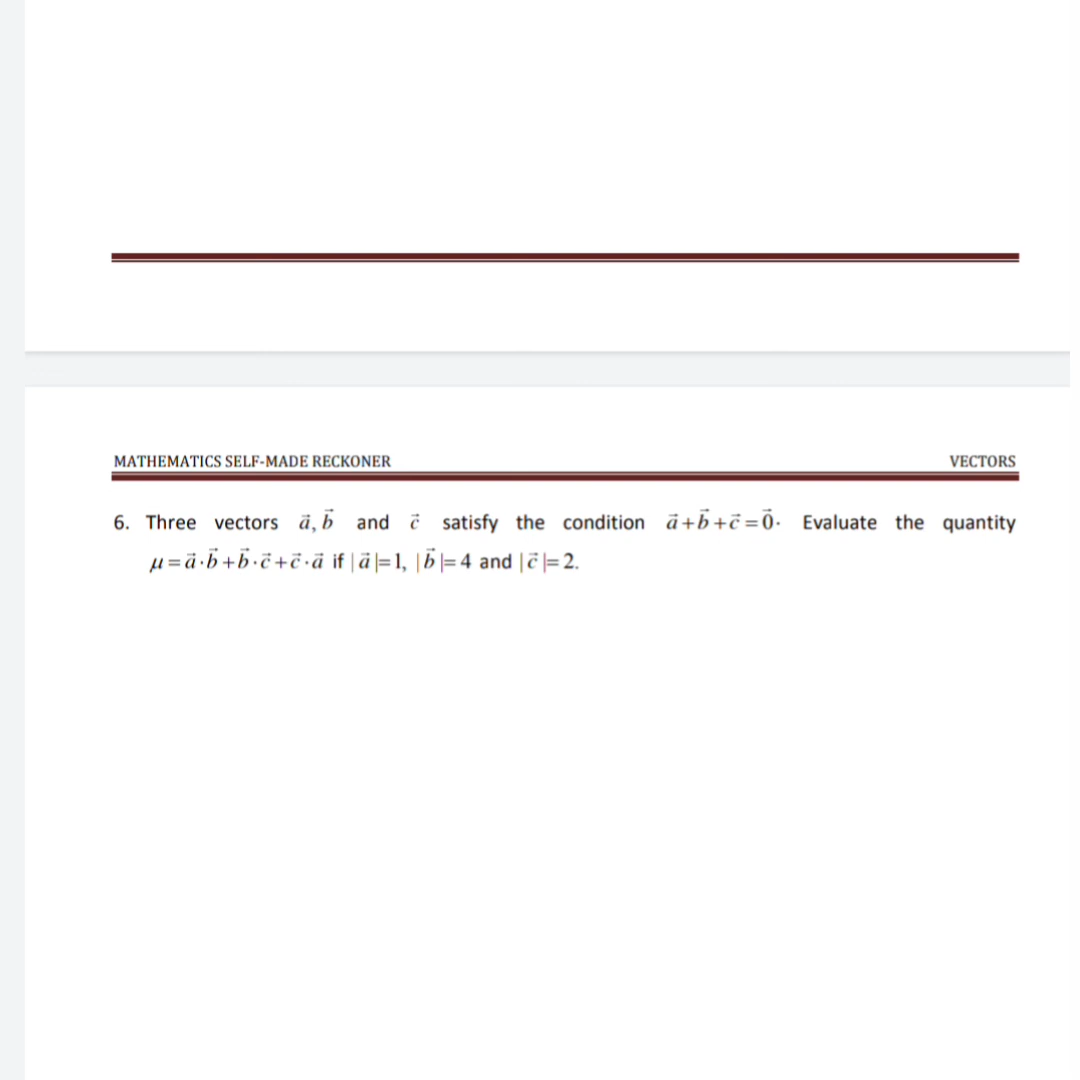 MATHEMATICS SELF-MADE RECKONER VECTORS
6. Three vectors a⃗, b⃗ and c⃗ satisfy the condition a⃗+b⃗+c⃗=0⃗· Evaluate the quantity
μ=a⃗·b⃗+b⃗·c⃗+c⃗·a⃗ if |a⃗|=1, |b⃗|=4 and |c⃗|=2.